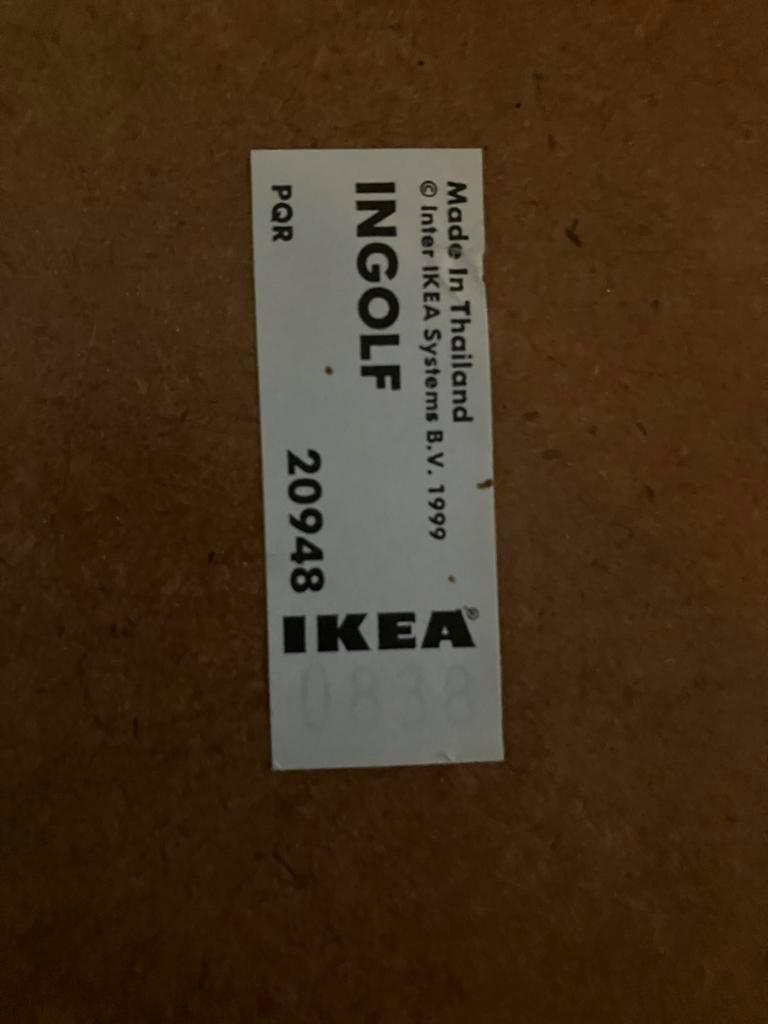 Made In Thailand
© Inter IKEA Systems B.V. 1999
INGOLF
20948
PQR
IKEA®
0838